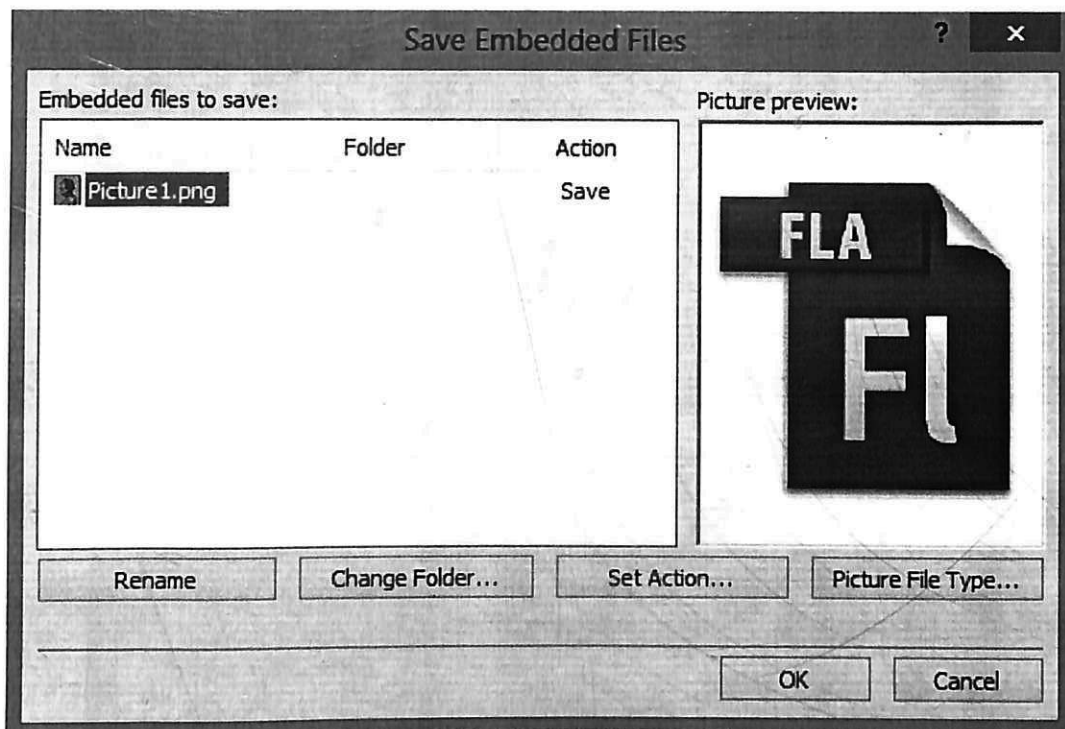 Save Embedded Files
? ×
Embedded files to save:
Name Folder Action
Picture1.png Save
Picture preview:
FLA
Fl
Rename Change Folder... Set Action... Picture File Type...
OK Cancel